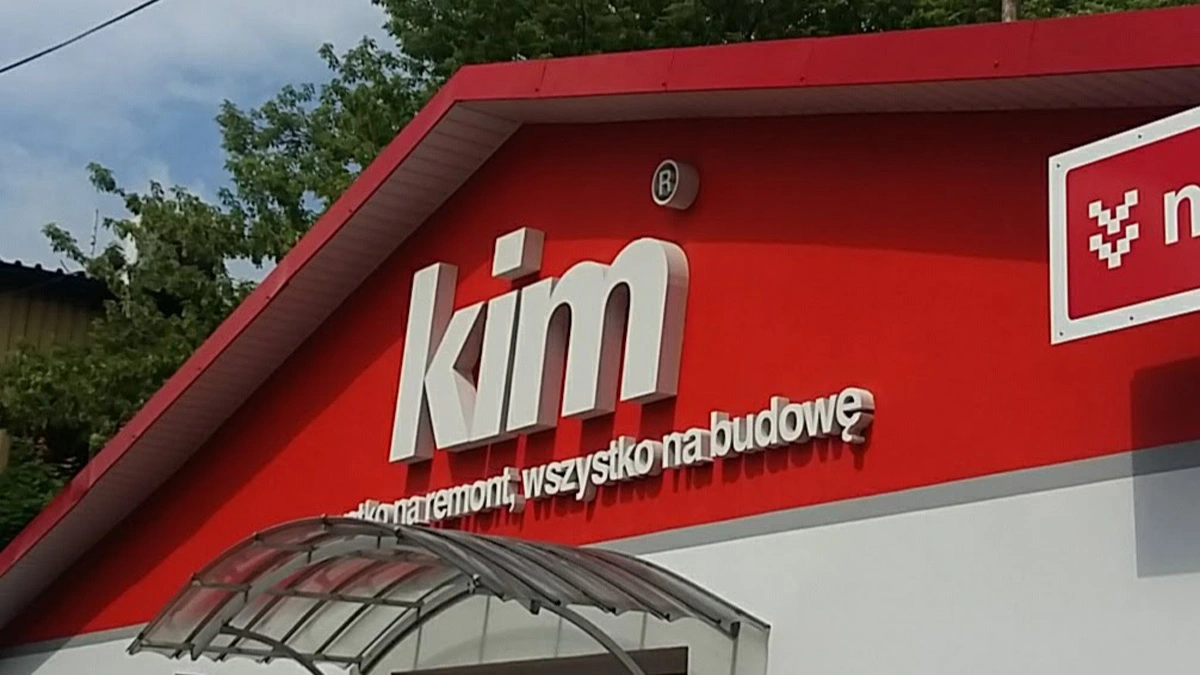 R
kim
na remont, wszystko na budowę